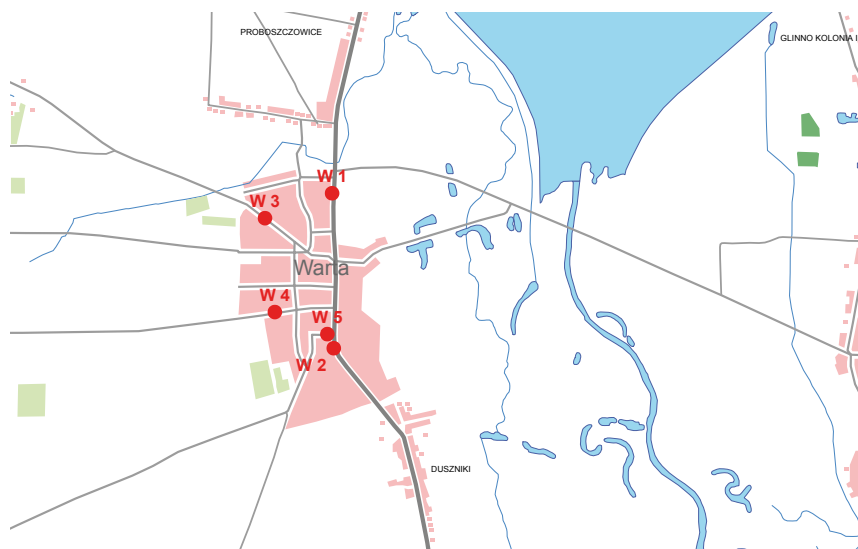 PROBOSZCZOWICE
GLINNO KOLONIA I
W 1
W 3
Warta
W 4
W 5
W 2
DUSZNIKI